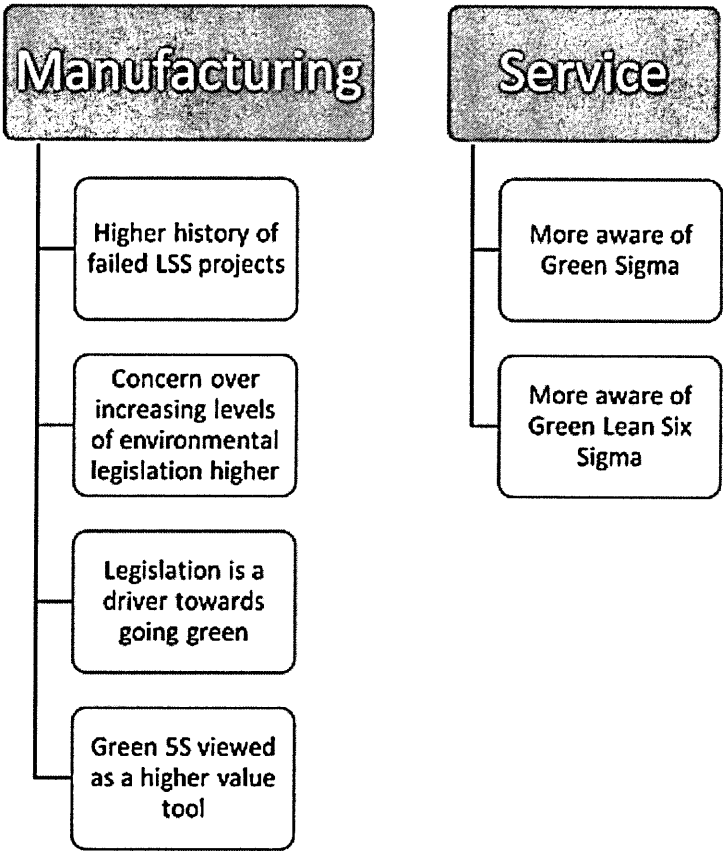 Manufacturing
Higher history of
failed LSS projects
Concern over
increasing levels
of environmental
legislation higher
Legislation is a
driver towards
going green
Green 5S viewed
as a higher value
tool
Service
More aware of
Green Sigma
More aware of
Green Lean Six
Sigma